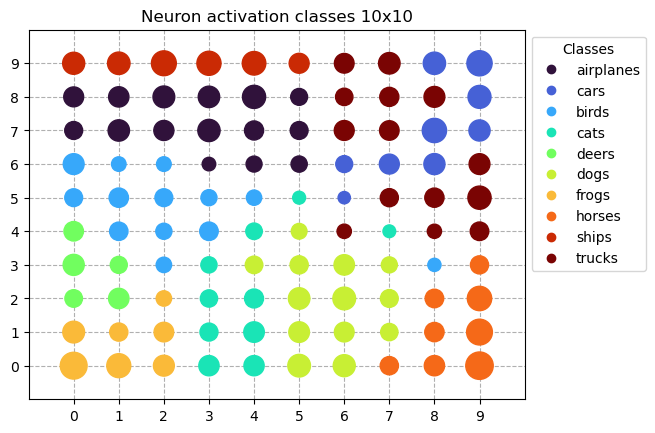 Neuron activation classes 10x10
9
8
7
6
5
4
3
2
1
0
0 1 2 3 4 5 6 7 8 9
Classes
airplanes
cars
birds
cats
deers
dogs
frogs
horses
ships
trucks